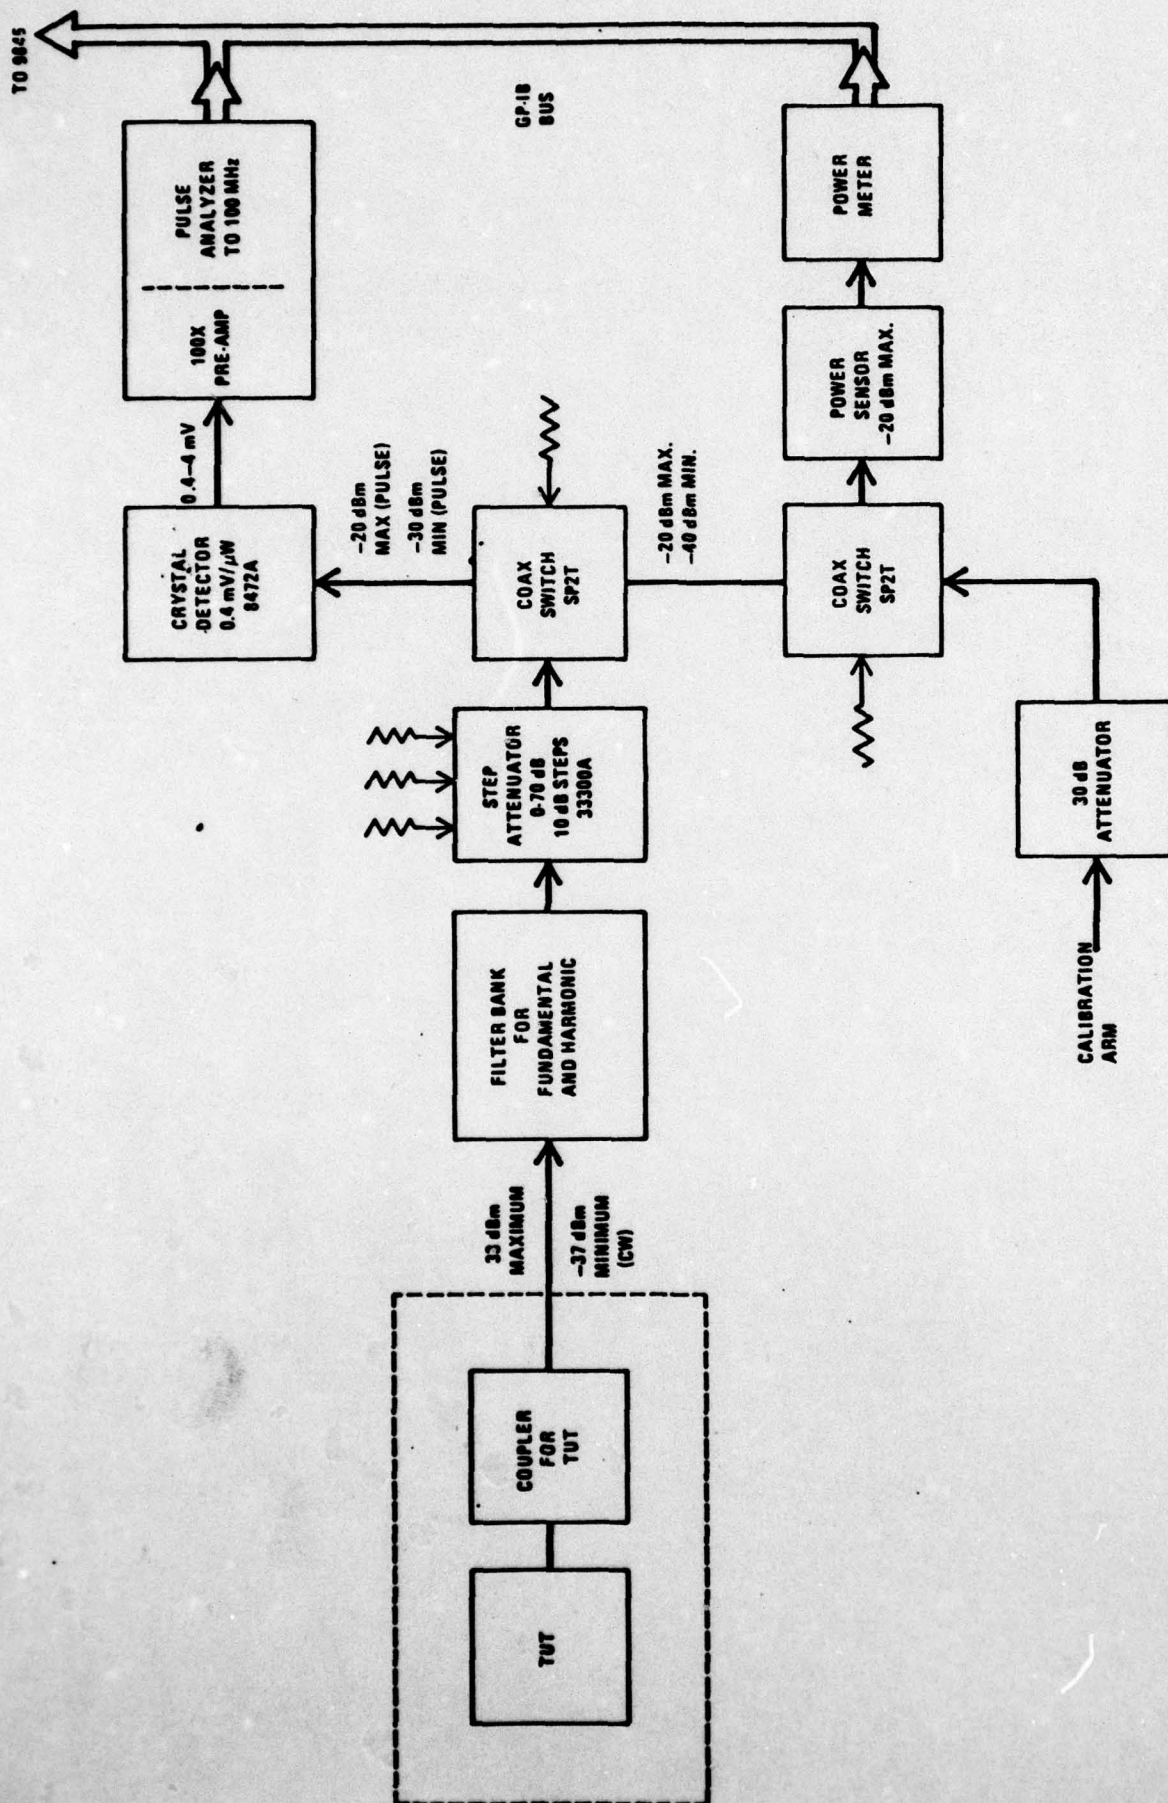 TUT
COUPLER
FOR
TUT
33 dBm
MAXIMUM
-37 dBm
MINIMUM
(CW)
FILTER BANK
FOR
FUNDAMENTAL
AND HARMONIC
STEP
ATTENUATOR
0-70 dB
10 dB STEPS
33300A
COAX
SWITCH
SP2T
-20 dBm
MAX (PULSE)
-30 dBm
MIN (PULSE)
CRYSTAL
DETECTOR
0.4 mV/µW
8472A
0.4–4 mV
100X
PRE-AMP
PULSE
ANALYZER
TO 100 MHz
TO 9845
GP-IB
BUS
-20 dBm MAX.
-40 dBm MIN.
COAX
SWITCH
SP2T
POWER
SENSOR
-20 dBm MAX.
POWER
METER
CALIBRATION
ARM
30 dB
ATTENUATOR